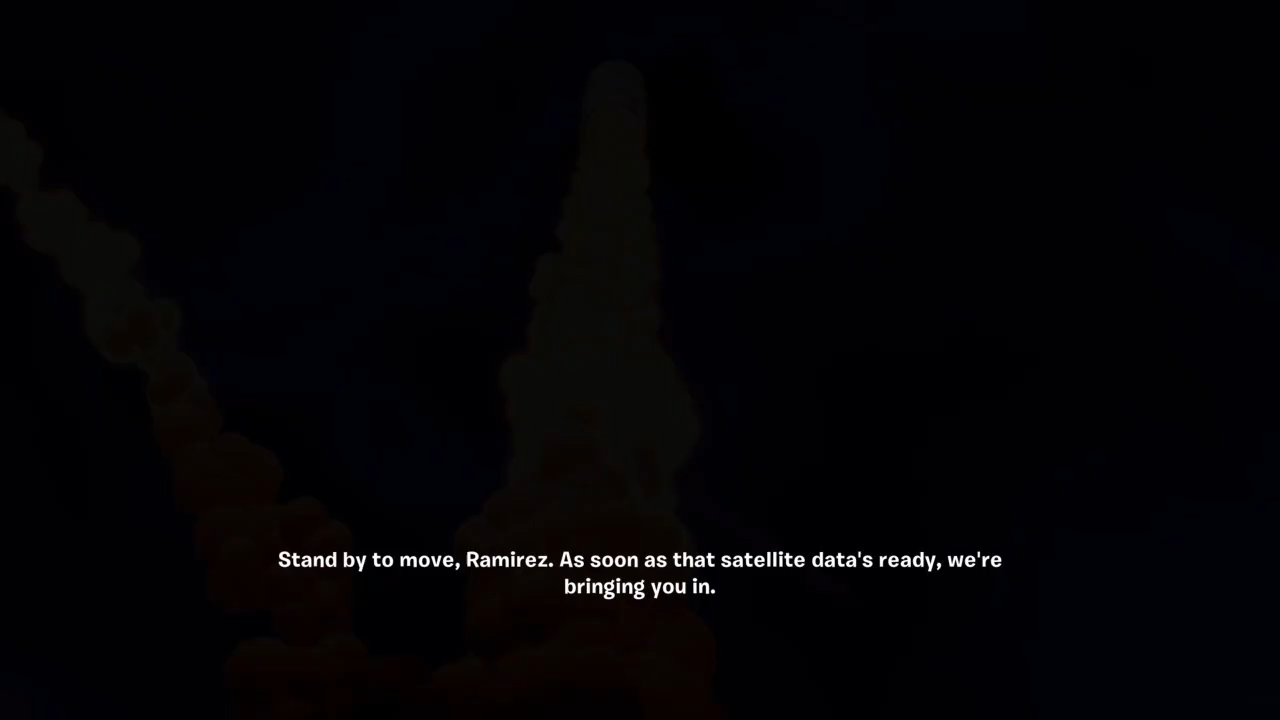 Stand by to move, Ramirez. As soon as that satellite data's ready, we're
bringing you in.